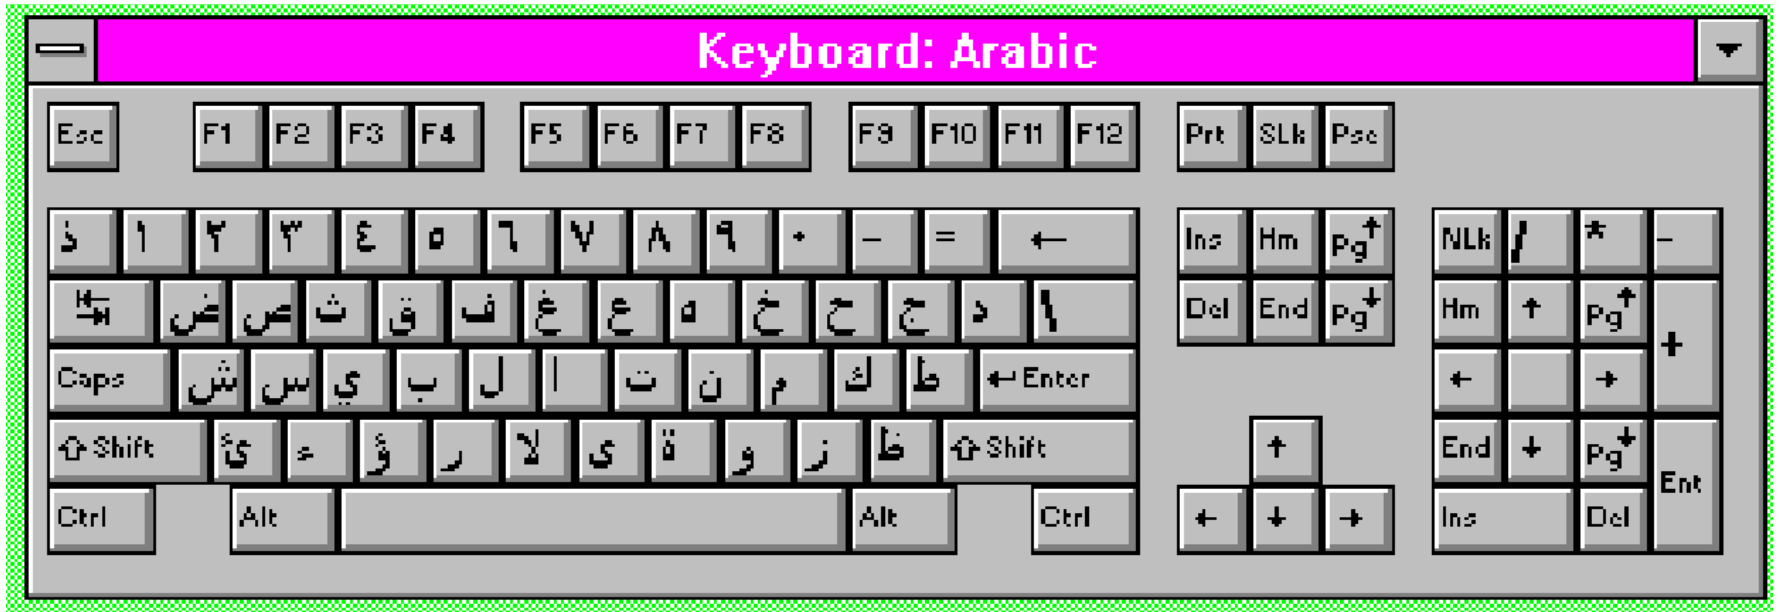 Keyboard: Arabic
Esc F1 F2 F3 F4 F5 F6 F7 F8 F9 F10 F11 F12 Prt SLk Psc
ذ ١ ٢ ٣ ٤ ٥ ٦ ٧ ٨ ٩ ٠ - = ← Ins Hm Pg↑ NLk / * -
ض ص ث ق ف غ ع ه خ ح ج د \ Del End Pg↓ Hm ↑ Pg↑ +
Caps ش س ي ب ل ا ت ن م ك ط ↵ Enter ← →
⇧ Shift ئ ء ؤ ر لا ى ة و ز ظ ⇧ Shift ↑ End ↓ Pg↓ Ent
Ctrl Alt Alt Ctrl ← ↓ → Ins Del